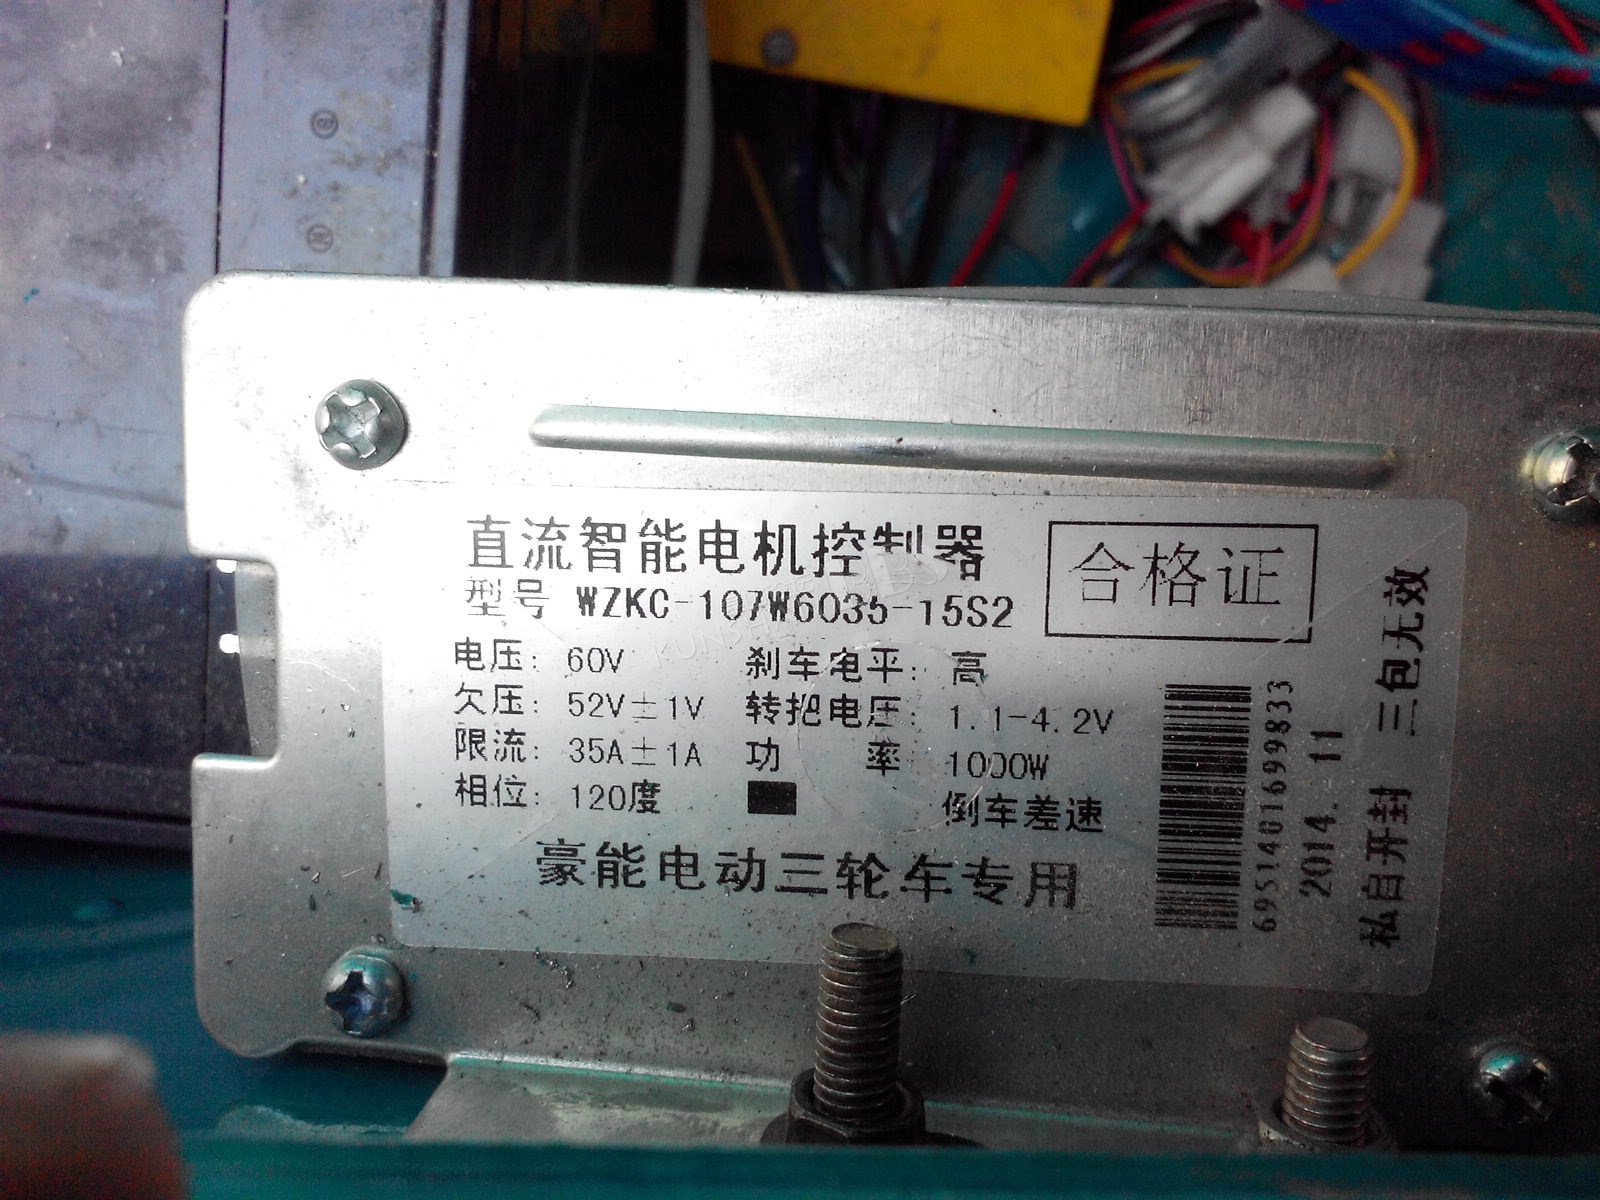 直流智能电机控制器
型号 WZKC-107W6035-15S2
合格证
电压: 60V 刹车电平: 高
欠压: 52V±1V 转把电压: 1.1-4.2V
限流: 35A±1A 功 率 1000W
相位: 120度 倒车差速
豪能电动三轮车专用
6951401699833
2014. 11
私自开封 三包无效